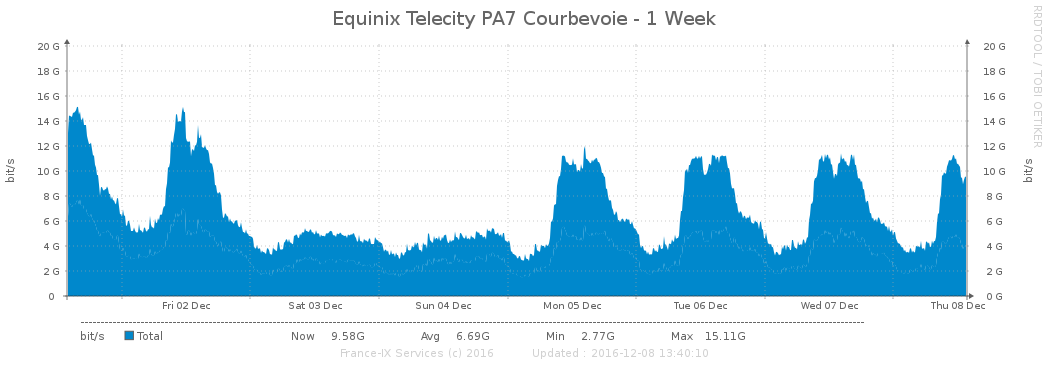 Equinix Telecity PA7 Courbevoie - 1 Week
RRDTOOL / TOBI OETIKER
bit/s
20 G
18 G
16 G
14 G
12 G
10 G
8 G
6 G
4 G
2 G
0
20 G
18 G
16 G
14 G
12 G
10 G
8 G
6 G
4 G
2 G
0 G
bit/s
Fri 02 Dec Sat 03 Dec Sun 04 Dec Mon 05 Dec Tue 06 Dec Wed 07 Dec Thu 08 Dec
bit/s Total Now 9.58G Avg 6.69G Min 2.77G Max 15.11G
France-IX Services (c) 2016 Updated : 2016-12-08 13:40:10